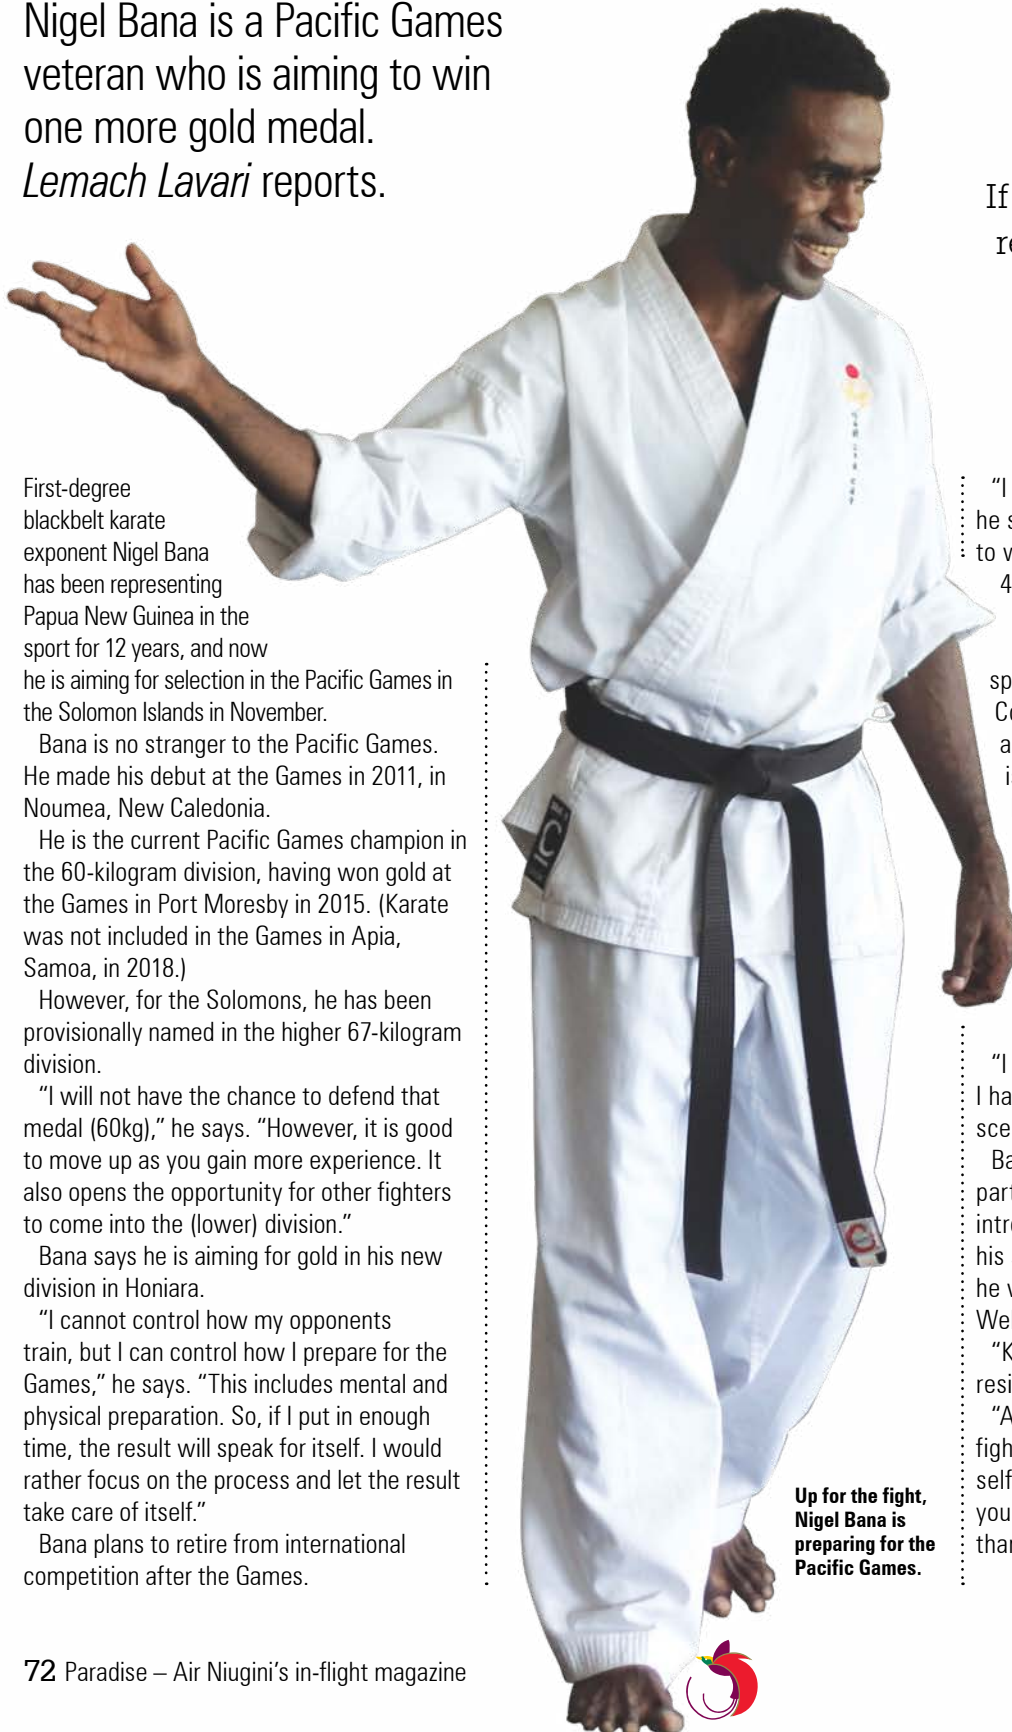 Nigel Bana is a Pacific Games
veteran who is aiming to win
one more gold medal.
Lemach Lavari reports.
First-degree
blackbelt karate
exponent Nigel Bana
has been representing
Papua New Guinea in the
sport for 12 years, and now
he is aiming for selection in the Pacific Games in
the Solomon Islands in November.
Bana is no stranger to the Pacific Games.
He made his debut at the Games in 2011, in
Noumea, New Caledonia.
He is the current Pacific Games champion in
the 60-kilogram division, having won gold at
the Games in Port Moresby in 2015. (Karate
was not included in the Games in Apia,
Samoa, in 2018.)
However, for the Solomons, he has been
provisionally named in the higher 67-kilogram
division.
“I will not have the chance to defend that
medal (60kg),” he says. “However, it is good
to move up as you gain more experience. It
also opens the opportunity for other fighters
to come into the (lower) division.”
Bana says he is aiming for gold in his new
division in Honiara.
“I cannot control how my opponents
train, but I can control how I prepare for the
Games,” he says. “This includes mental and
physical preparation. So, if I put in enough
time, the result will speak for itself. I would
rather focus on the process and let the result
take care of itself.”
Bana plans to retire from international
competition after the Games.
Up for the fight,
Nigel Bana is
preparing for the
Pacific Games.
If
“I
he
to
4
“I
I
his
he
72 Paradise – Air Niugini’s in-flight magazine